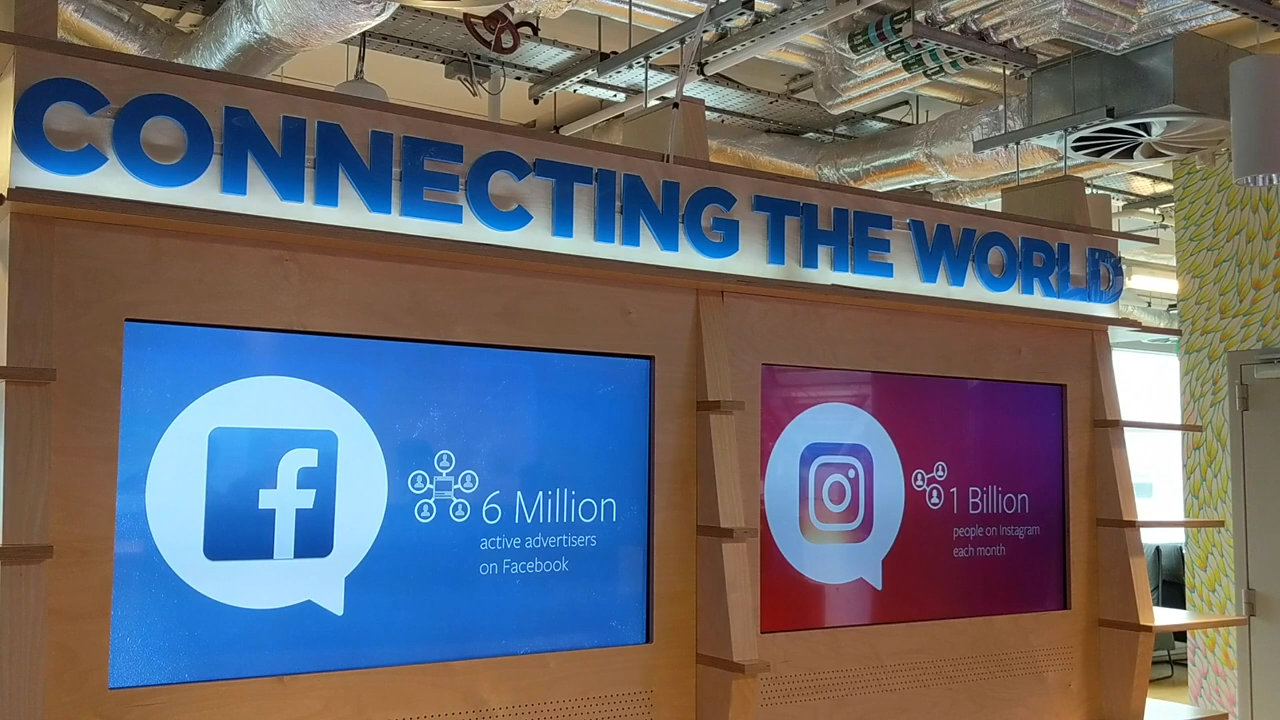 CONNECTING THE WORLD
f
6 Million
active advertisers
on Facebook
1 Billion
people on Instagram
each month